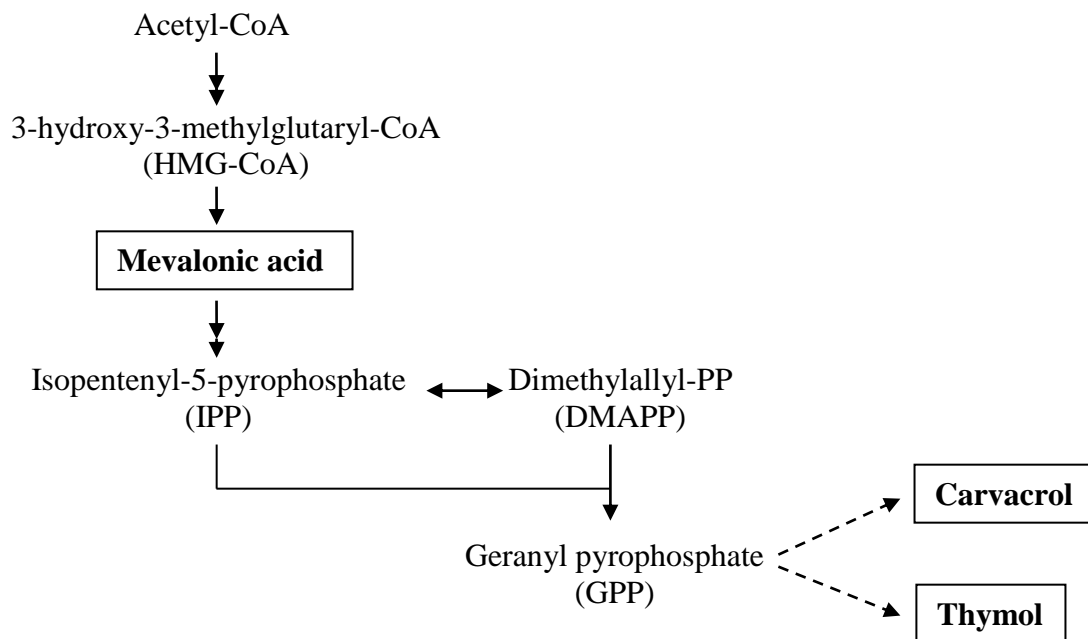 Acetyl-CoA
3-hydroxy-3-methylglutaryl-CoA
(HMG-CoA)
Mevalonic acid
Isopentenyl-5-pyrophosphate
(IPP)
Dimethylallyl-PP
(DMAPP)
Carvacrol
Geranyl pyrophosphate
(GPP)
Thymol